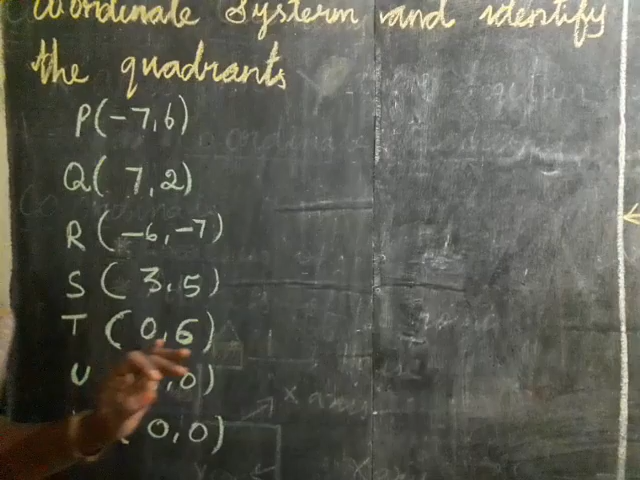 Coordinate System and identify
the quadrants
P(-7,6)
Q( 7,2)
R (-6,-7)
S ( 3,5)
T ( 0,6)
U ,0)
( 0,0)
x axis